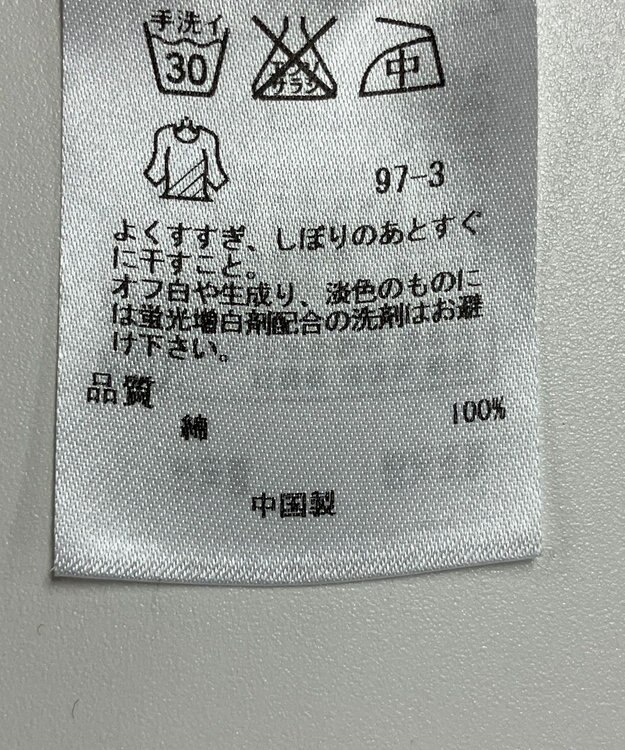 手洗イ
30
エンソ
サラシ
中
97-3
よくすすぎ、しぼりのあとすぐ
に干すこと。
オフ白や生成り、淡色のものに
は蛍光増白剤配合の洗剤はお避
け下さい。
品質
綿 100%
中国製